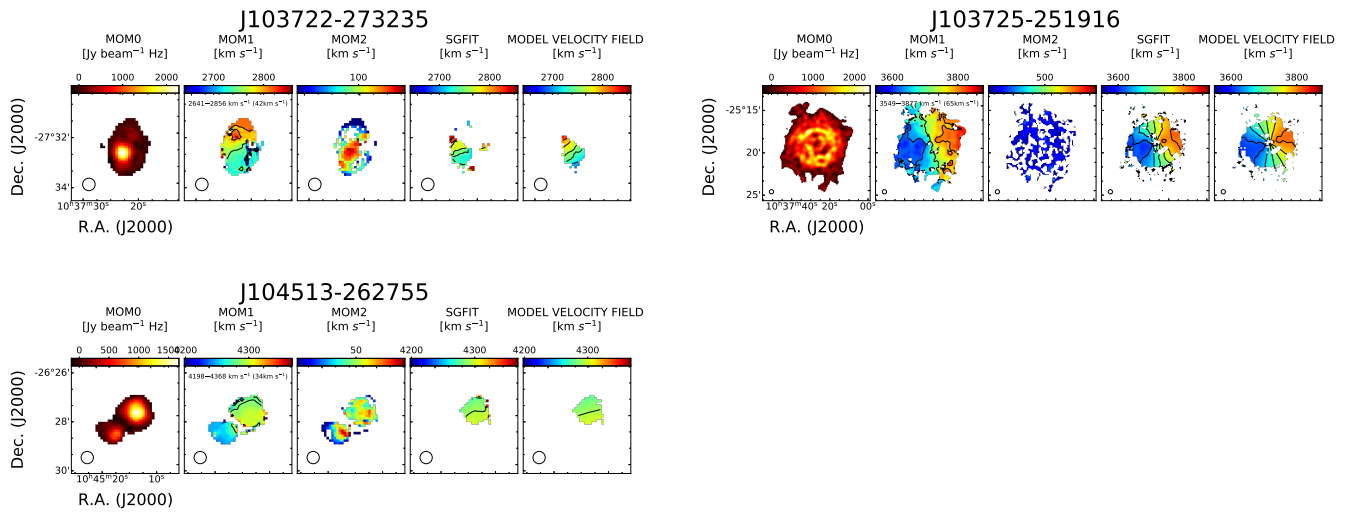 J103722-273235
MOM0 MOM1 MOM2 SGFIT MODEL VELOCITY FIELD
[Jy beam⁻¹ Hz] [km s⁻¹] [km s⁻¹] [km s⁻¹] [km s⁻¹]
0 1000 2000 2700 2800 100 2700 2800 2700 2800
2641−2856 km s⁻¹ (42km s⁻¹)
Dec. (J2000)
-27°32'
34'
10ʰ37ᵐ30ˢ 20ˢ
R.A. (J2000)
J103725-251916
MOM0 MOM1 MOM2 SGFIT MODEL VELOCITY FIELD
[Jy beam⁻¹ Hz] [km s⁻¹] [km s⁻¹] [km s⁻¹] [km s⁻¹]
0 1000 2000 3600 3800 500 3600 3800 3600 3800
3549−3877 km s⁻¹ (65km s⁻¹)
Dec. (J2000)
-25°15'
20'
25'
10ʰ37ᵐ40ˢ 20ˢ 00ˢ
R.A. (J2000)
J104513-262755
MOM0 MOM1 MOM2 SGFIT MODEL VELOCITY FIELD
[Jy beam⁻¹ Hz] [km s⁻¹] [km s⁻¹] [km s⁻¹] [km s⁻¹]
0 500 1000 1500 4200 4300 50 4200 4300 4200 4300
4198−4368 km s⁻¹ (34km s⁻¹)
Dec. (J2000)
-26°26'
28'
30'
10ʰ45ᵐ20ˢ 10ˢ
R.A. (J2000)